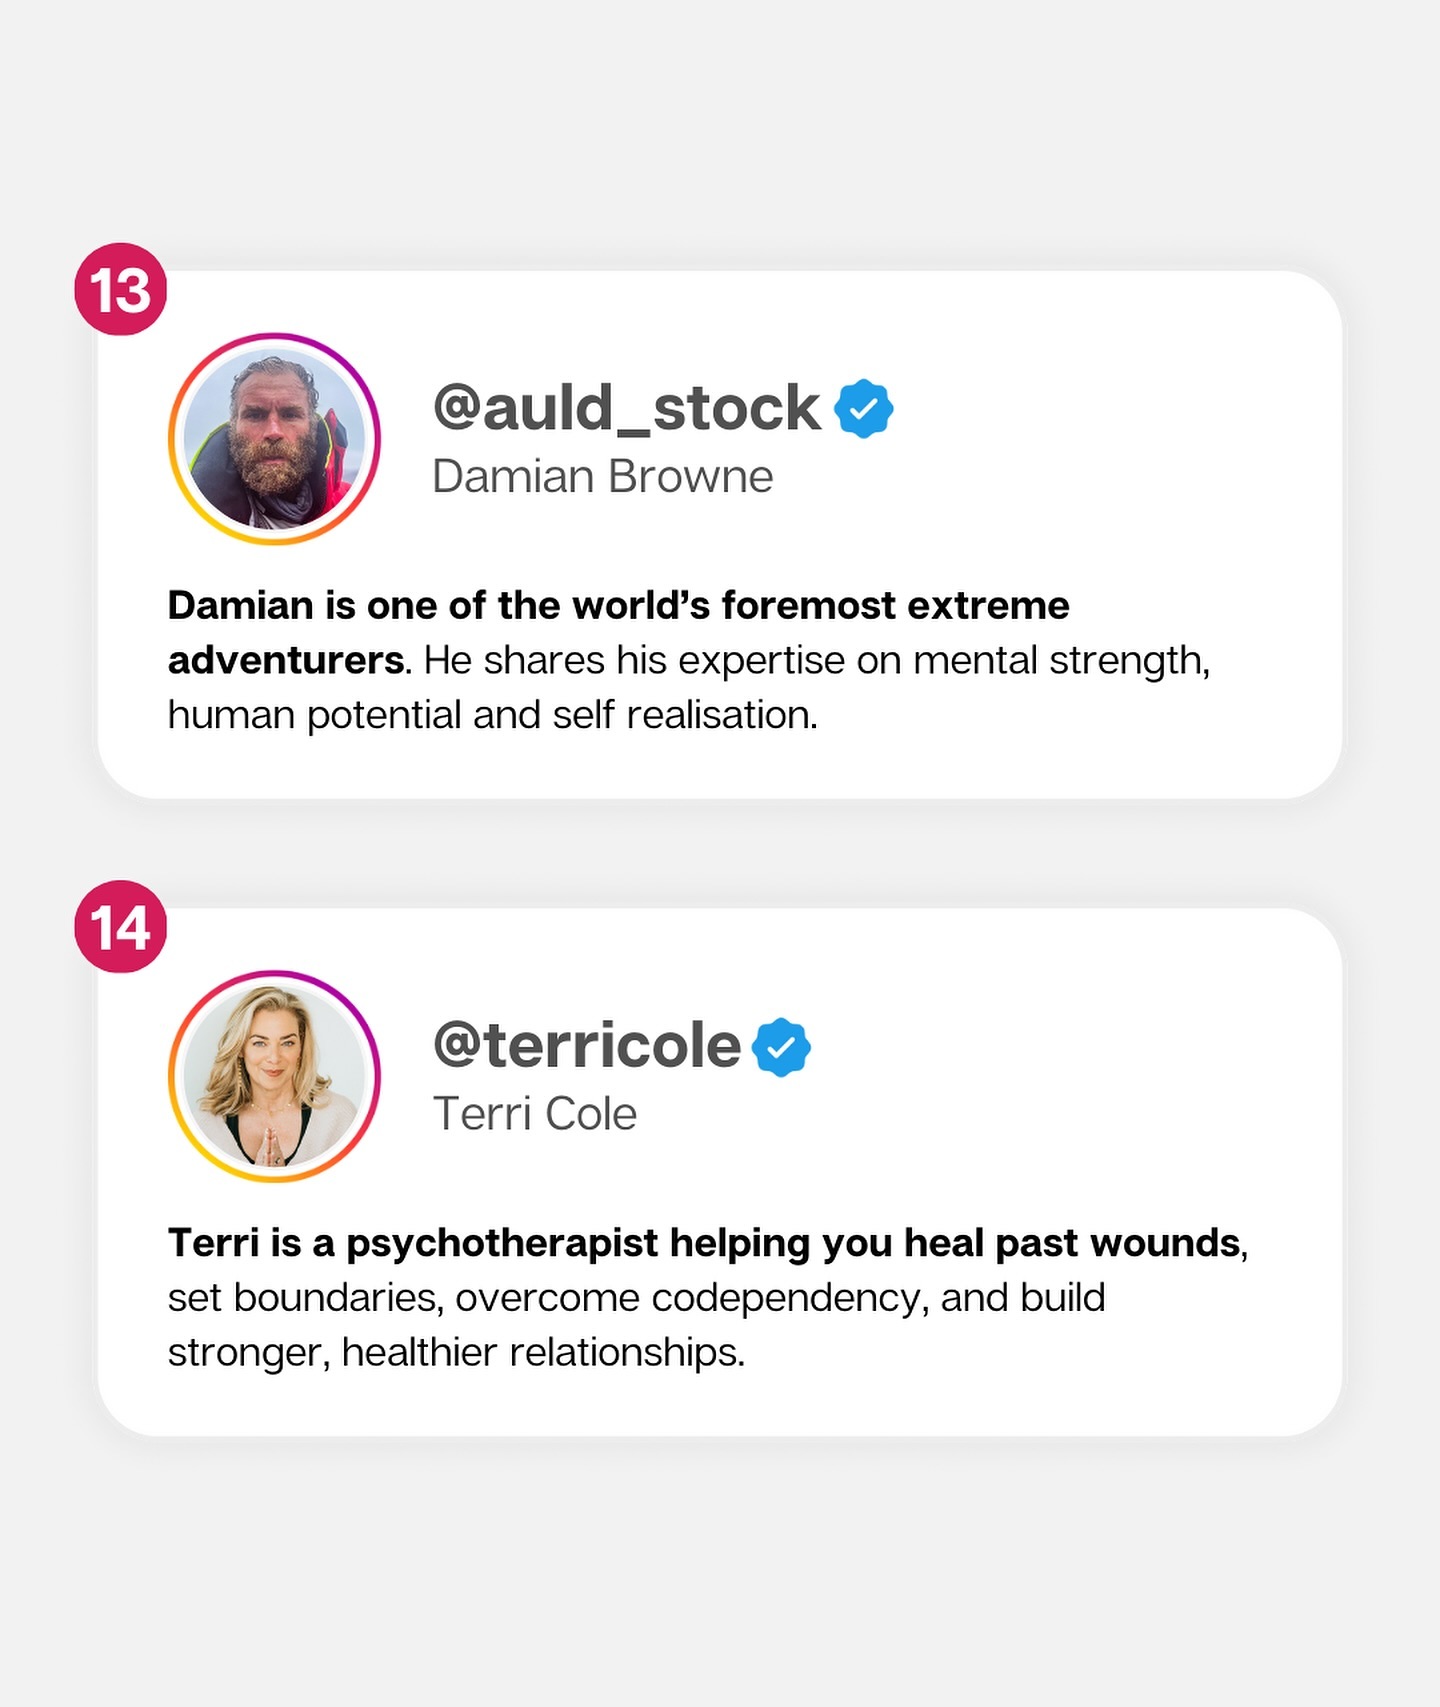 13
@auld_stock
Damian Browne
Damian is one of the world’s foremost extreme
adventurers. He shares his expertise on mental strength,
human potential and self realisation.
14
@terricole
Terri Cole
Terri is a psychotherapist helping you heal past wounds,
set boundaries, overcome codependency, and build
stronger, healthier relationships.